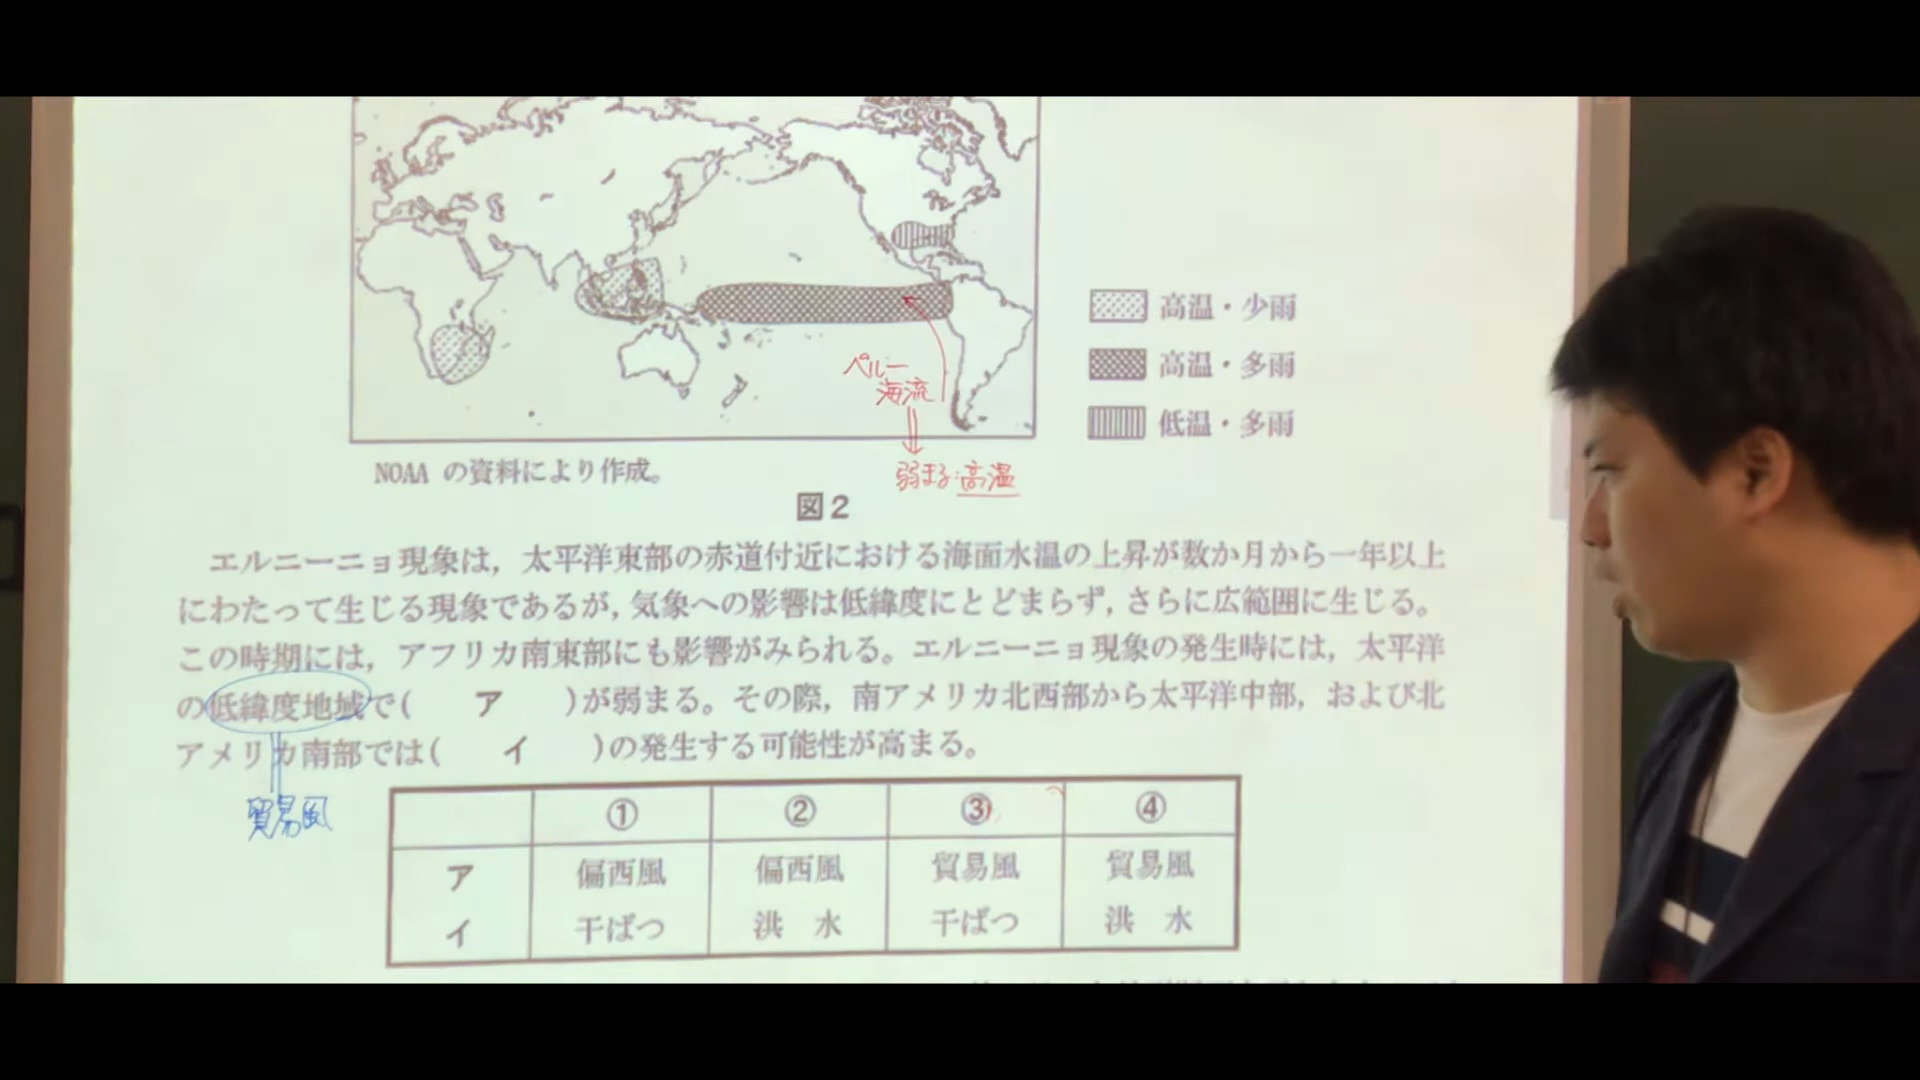 高温・少雨
高温・多雨
低温・多雨
ペルー
海流
弱まる・高温
NOAA の資料により作成。
図2
エルニーニョ現象は，太平洋東部の赤道付近における海面水温の上昇が数か月から一年以上
にわたって生じる現象であるが，気象への影響は低緯度にとどまらず，さらに広範囲に生じる。
この時期には，アフリカ南東部にも影響がみられる。エルニーニョ現象の発生時には，太平洋
の低緯度地域で( ア )が弱まる。その際，南アメリカ北西部から太平洋中部，および北
アメリカ南部では( イ )の発生する可能性が高まる。
貿易風
① ② ③ ④
ア 偏西風 偏西風 貿易風 貿易風
イ 干ばつ 洪 水 干ばつ 洪 水